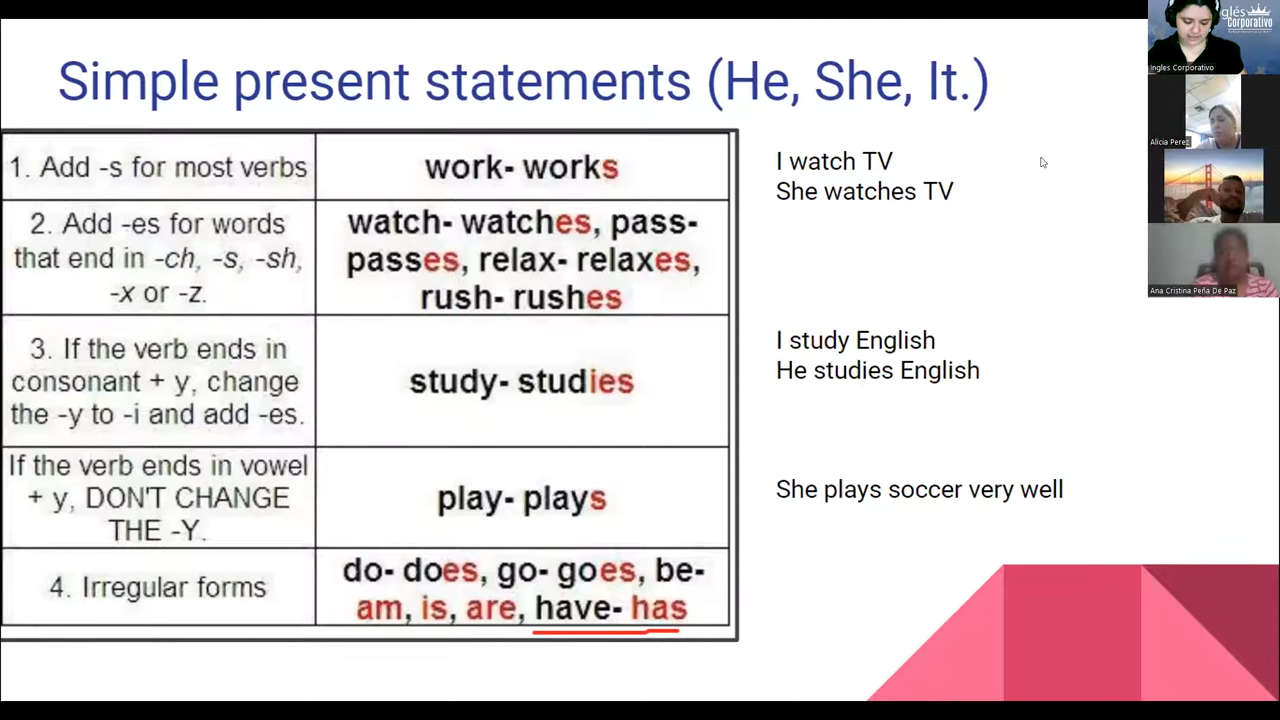 Simple present statements (He, She, It.)
1. Add -s for most verbs
work- works
2. Add -es for words
that end in -ch, -s, -sh,
-x or -z.
watch- watches, pass-
passes, relax- relaxes,
rush- rushes
3. If the verb ends in
consonant + y, change
the -y to -i and add -es.
study- studies
If the verb ends in vowel
+ y, DON'T CHANGE
THE -Y.
play- plays
4. Irregular forms
do- does, go- goes, be-
am, is, are, have- has
I watch TV
She watches TV
I study English
He studies English
She plays soccer very well
glés
Corporativo
Ingles Corporativo
Alicia Perez
Ana Cristina Peña De Paz